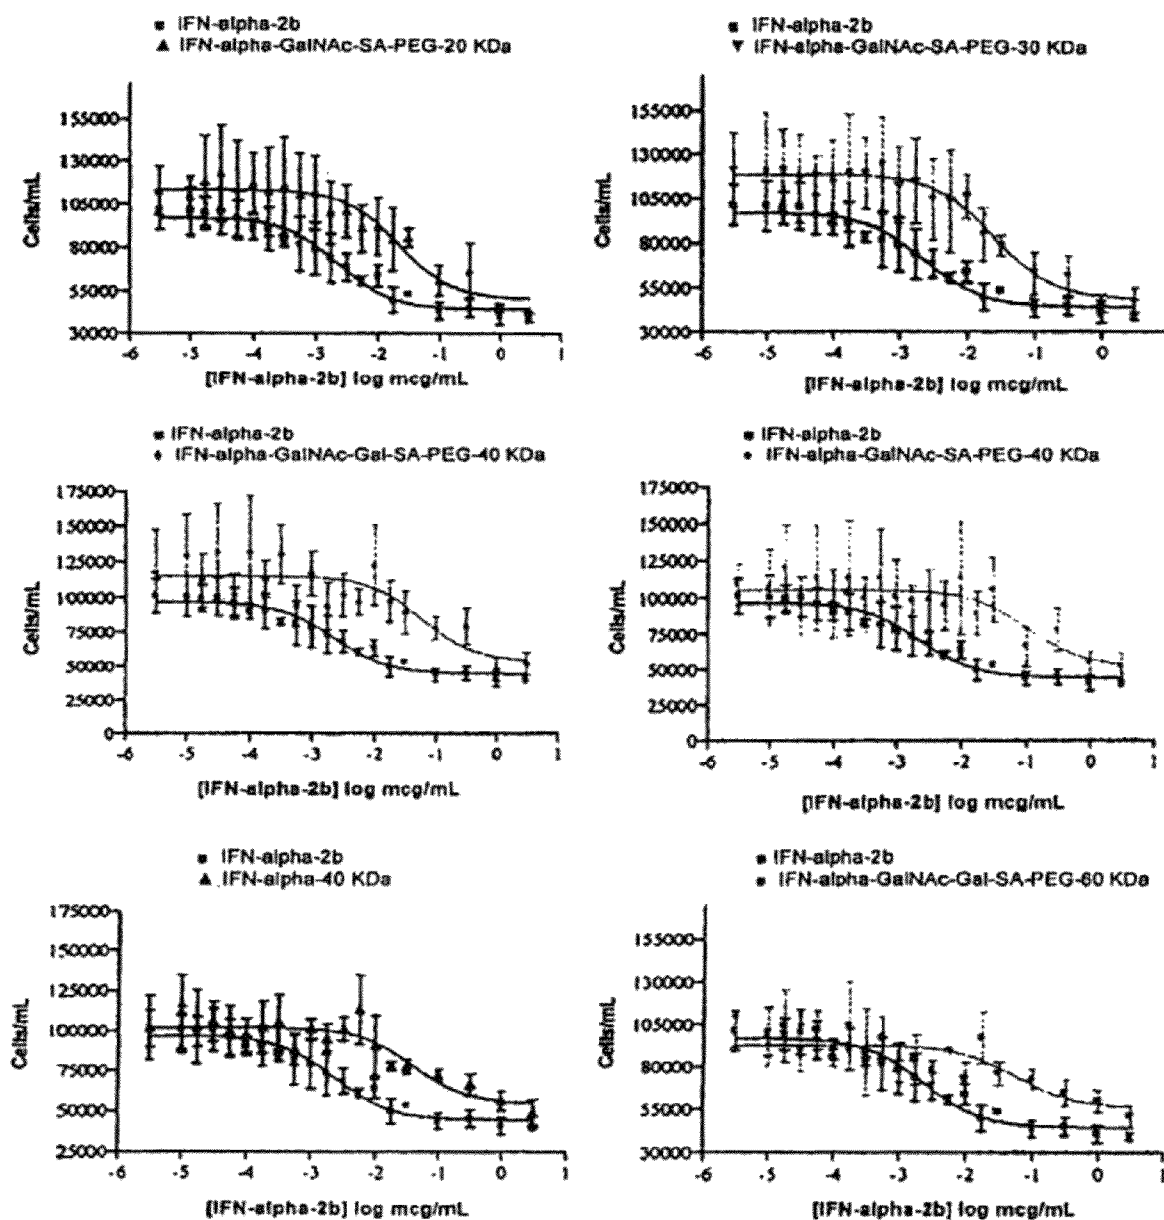 IFN-alpha-2b
IFN-alpha-GalNAc-SA-PEG-20 KDa
155000
130000
105000
80000
55000
30000
Cells/mL
-6 -5 -4 -3 -2 -1 0 1
[IFN-alpha-2b] log mcg/mL
IFN-alpha-2b
IFN-alpha-GalNAc-SA-PEG-30 KDa
155000
130000
105000
80000
55000
30000
Cells/mL
-6 -5 -4 -3 -2 -1 0 1
[IFN-alpha-2b] log mcg/mL
IFN-alpha-2b
IFN-alpha-GalNAc-Gal-SA-PEG-40 KDa
175000
150000
125000
100000
75000
50000
25000
0
Cells/mL
-6 -5 -4 -3 -2 -1 0 1
[IFN-alpha-2b] log mcg/mL
IFN-alpha-2b
IFN-alpha-GalNAc-SA-PEG-40 KDa
175000
150000
125000
100000
75000
50000
25000
0
Cells/mL
-6 -5 -4 -3 -2 -1 0 1
[IFN-alpha-2b] log mcg/mL
IFN-alpha-2b
IFN-alpha-40 KDa
175000
150000
125000
100000
75000
50000
25000
Cells/mL
-6 -5 -4 -3 -2 -1 0 1
[IFN-alpha-2b] log mcg/mL
IFN-alpha-2b
IFN-alpha-GalNAc-Gal-SA-PEG-60 KDa
155000
130000
105000
80000
55000
30000
Cells/mL
-6 -5 -4 -3 -2 -1 0 1
[IFN-alpha-2b] log mcg/mL